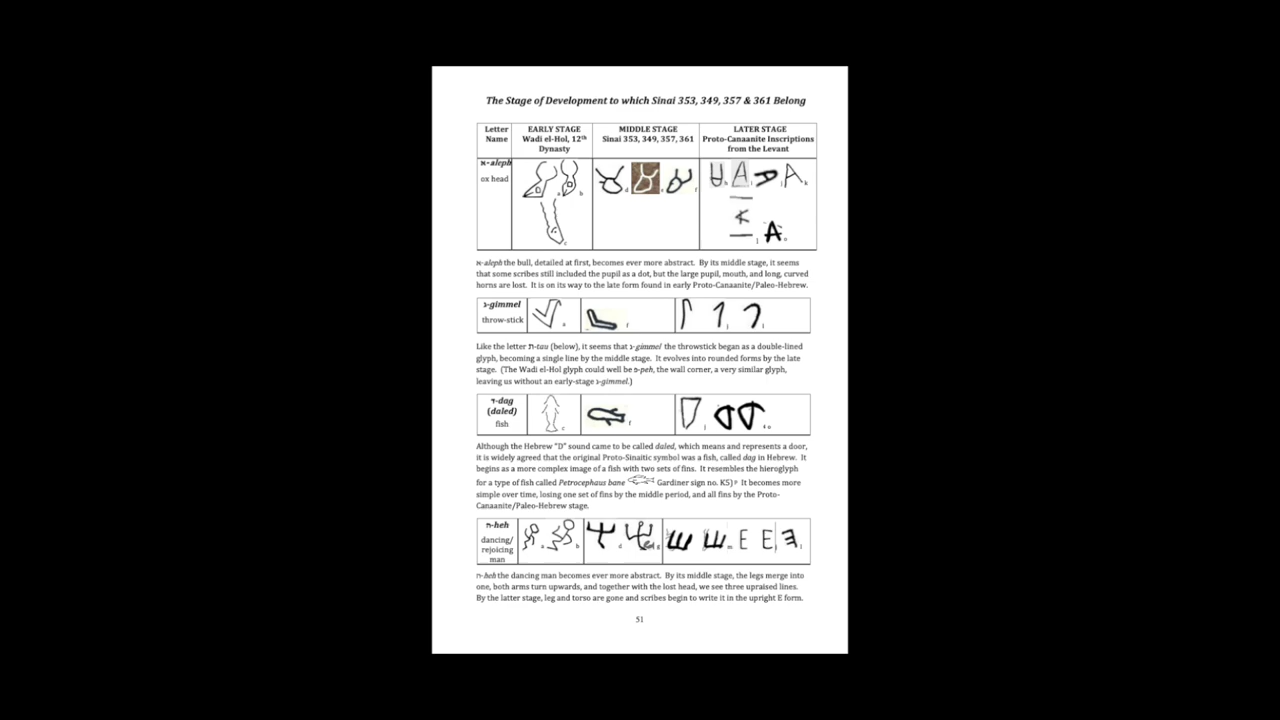 The Stage of Development to which Sinai 353, 349, 357 & 361 Belong
Letter Name
EARLY STAGE Wadi el-Hol, 12th Dynasty
MIDDLE STAGE Sinai 353, 349, 357, 361
LATER STAGE Proto-Canaanite Inscriptions from the Levant
א-aleph
ox head
א-aleph the bull, detailed at first, becomes ever more abstract. By its middle stage, it seems
that some scribes still included the pupil as a dot, but the large pupil, mouth, and long, curved
horns are lost. It is on its way to the late form found in early Proto-Canaanite/Paleo-Hebrew.
ג-gimmel
throw-stick
Like the letter ת-tau (below), it seems that ג-gimmel the throwstick began as a double-lined
glyph, becoming a single line by the middle stage. It evolves into rounded forms by the late
stage. (The Wadi el-Hol glyph could well be פ-peh, the wall corner, a very similar glyph,
leaving us without an early-stage ג-gimmel.)
ד-dag
(daled)
fish
Although the Hebrew "D" sound came to be called daled, which means and represents a door,
it is widely agreed that the original Proto-Sinaitic symbol was a fish, called dag in Hebrew. It
begins as a more complex image of a fish with two sets of fins. It resembles the hieroglyph
for a type of fish called Petrocephaus bane Gardiner sign no. K5) p It becomes more
simple over time, losing one set of fins by the middle period, and all fins by the Proto-
Canaanite/Paleo-Hebrew stage.
ה-heh
dancing/
rejoicing
man
ה-heh the dancing man becomes ever more abstract. By its middle stage, the legs merge into
one, both arms turn upwards, and together with the lost head, we see three upraised lines.
By the latter stage, leg and torso are gone and scribes begin to write it in the upright E form.
51